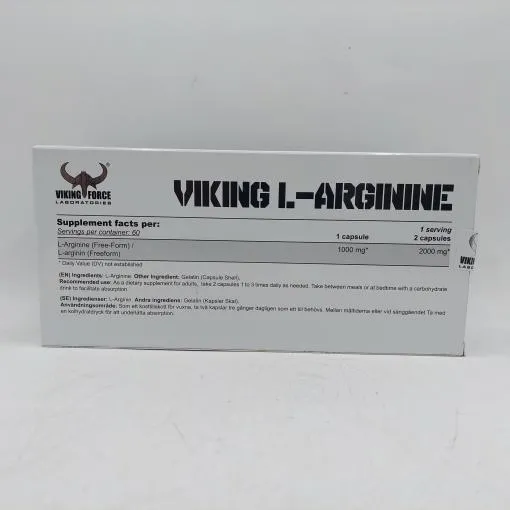 VIKING FORCE
LABORATORIES
®
VIKING L-ARGININE
Supplement facts per:
Servings per container: 60
1 capsule
1 serving
2 capsules
L-Arginine (Free-Form) /
L-arginin (Freeform)
1000 mg*
2000 mg*
* Daily Value (DV) not established
(EN) Ingredients: L-Arginine. Other Ingredient: Gelatin (Capsule Shell).
Recommended use: As a dietary supplement for adults, take 2 capsules 1 to 3 times daily as needed. Take between meals or at bedtime with a carbohydrate
drink to facilitate absorption.
(SE) Ingredienser: L-Arginie. Andra ingrediens: Gelatin (Kapslar Skal).
Användningsområde: Som ett kosttillskott för vuxna, ta två kapslar tre gånger dagligen som ett till behövs. Mellan måltiderna eller vid sänggåendet Ta med
en kolhydratdryck för att underlätta absorption.
VIKING
LABOR